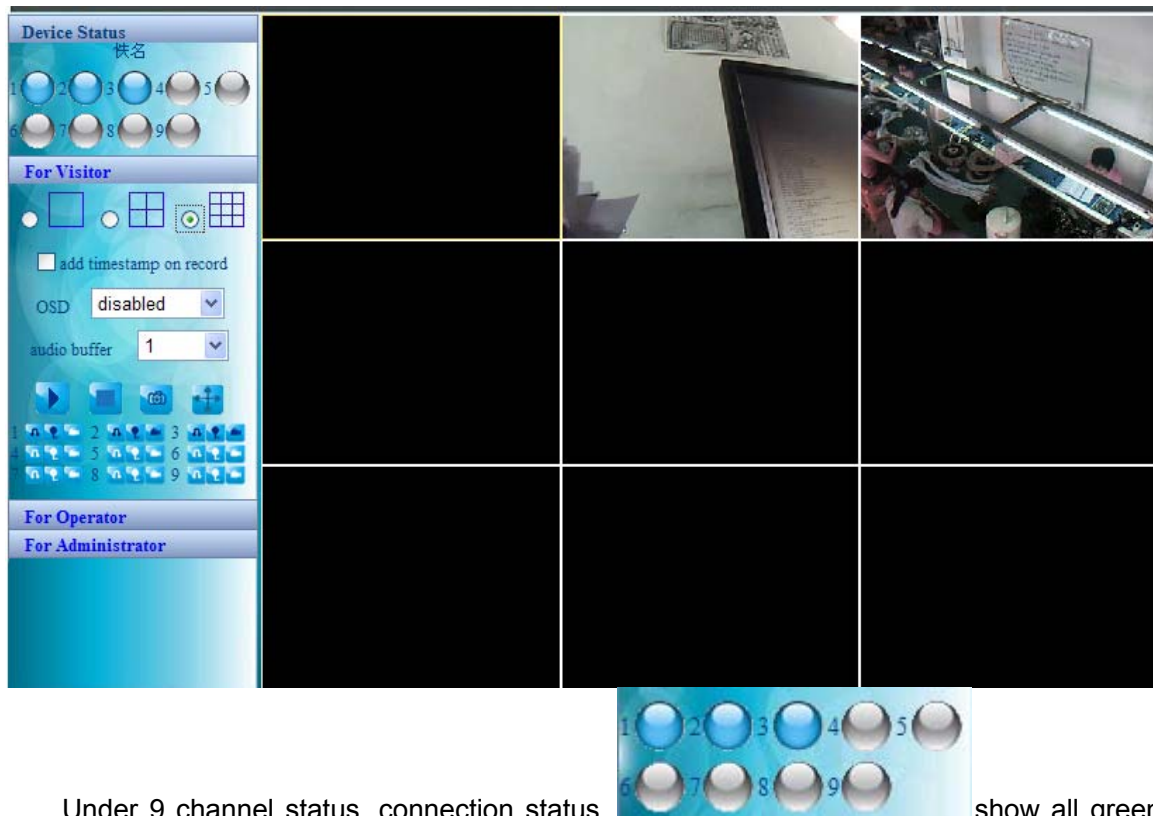 Device Status
佚名
1 2 3 4 5
6 7 8 9
For Visitor
add timestamp on record
OSD disabled
audio buffer 1
1 2 3
4 5 6
7 8 9
For Operator
For Administrator
1 2 3 4 5
6 7 8 9
Under 9 channel status, connection status show all green